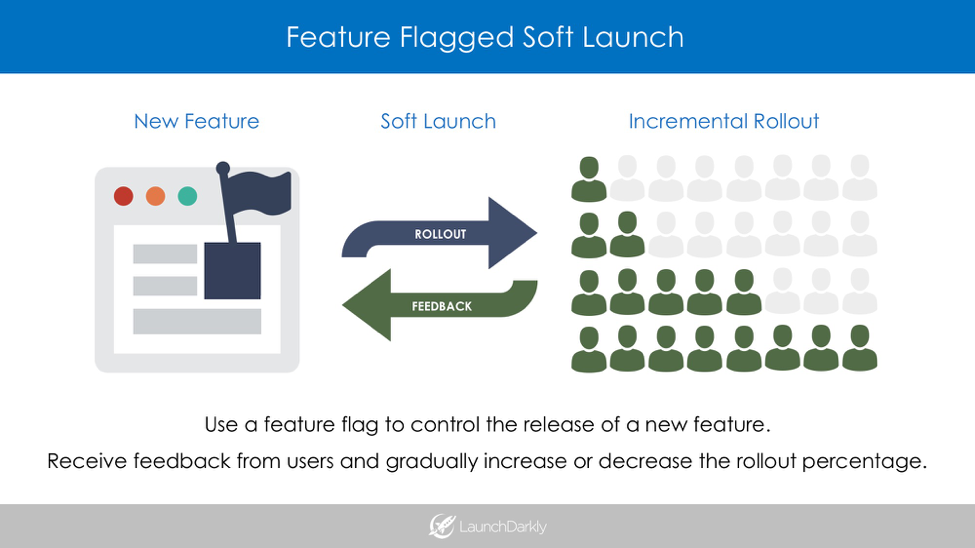 Feature Flagged Soft Launch
New Feature
Soft Launch
Incremental Rollout
ROLLOUT
FEEDBACK
Use a feature flag to control the release of a new feature.
Receive feedback from users and gradually increase or decrease the rollout percentage.
LaunchDarkly